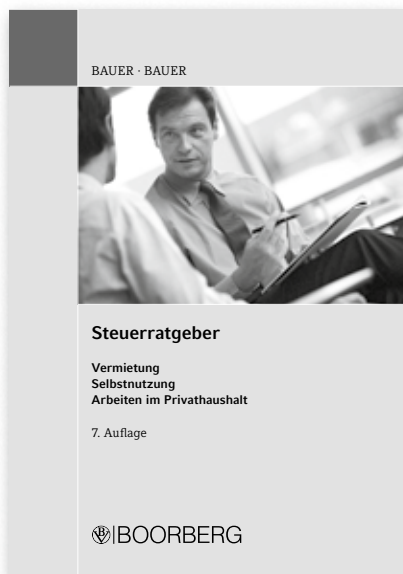 BAUER · BAUER
Steuerratgeber
Vermietung
Selbstnutzung
Arbeiten im Privathaushalt
7. Auflage
BOORBERG